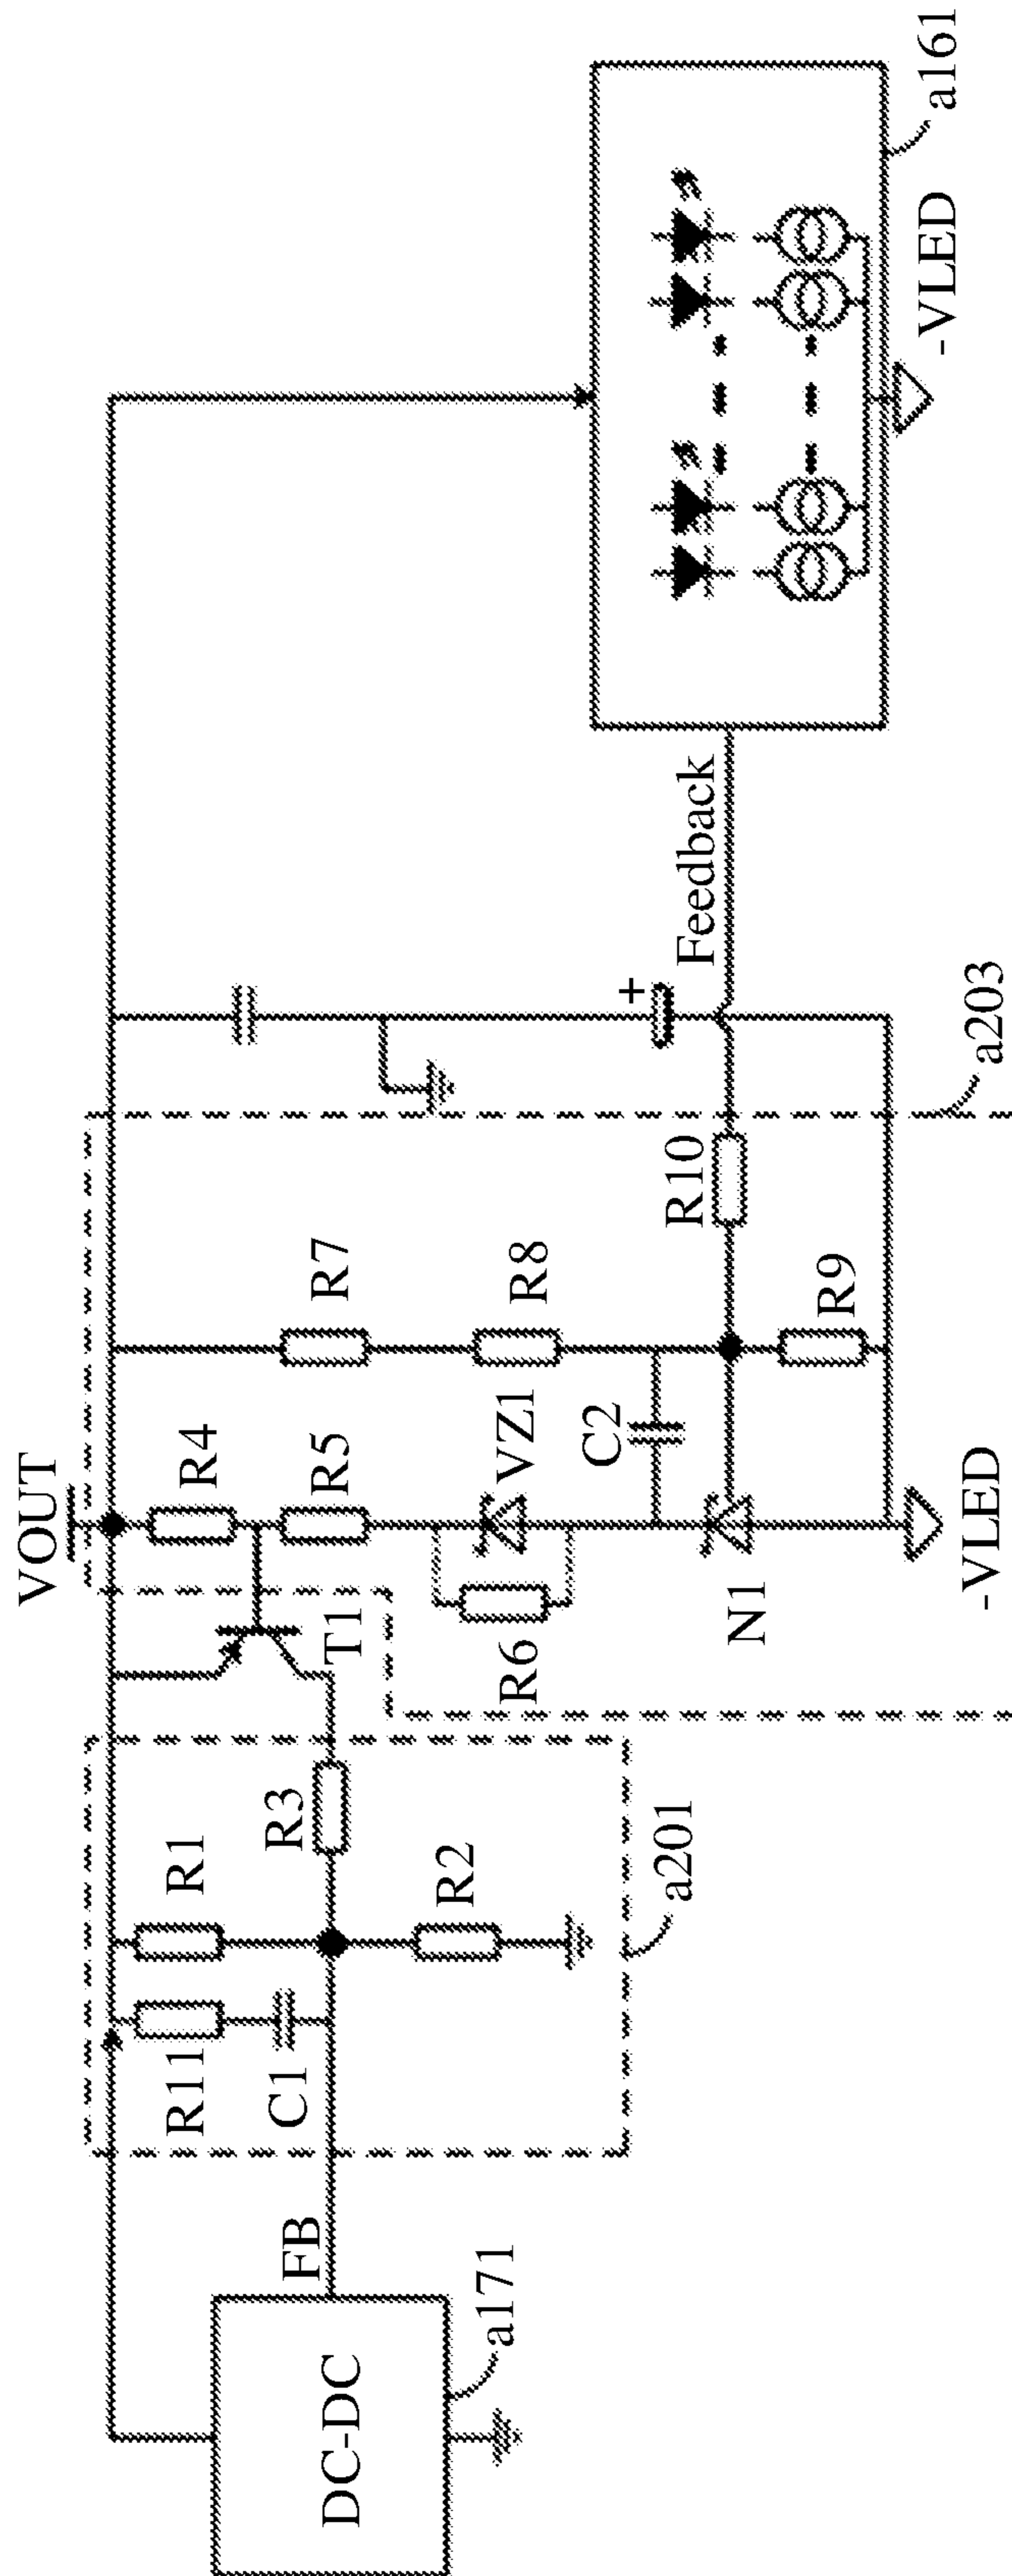 VOUT
R11
R1
R4
R7
C1
R3
T1
R5
FB
DC-DC
R2
R6
VZ1
R8
C2
R10
Feedback
N1
R9
a171
a201
-VLED
a203
+
-VLED
a161